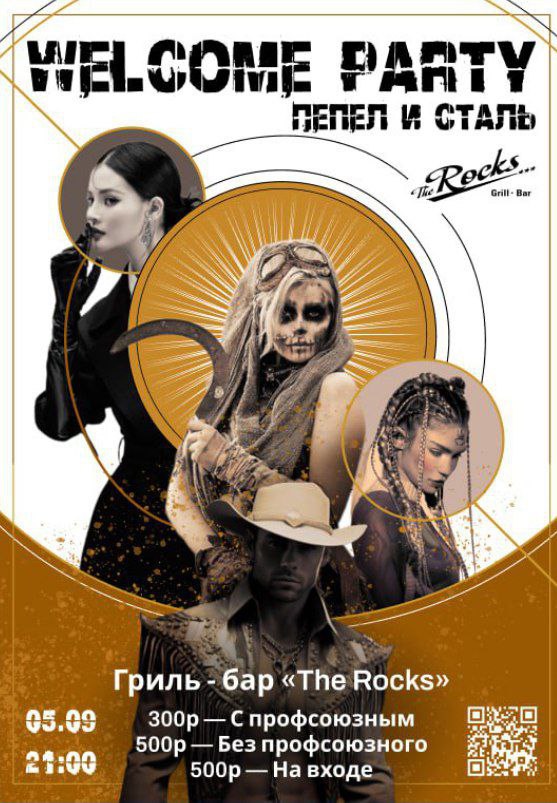 WELCOME PARTY
ПЕПЕЛ И СТАЛЬ
The Rocks...
Grill - Bar
Гриль - бар «The Rocks»
05.09
21:00
300р — С профсоюзным
500р — Без профсоюзного
500р — На входе